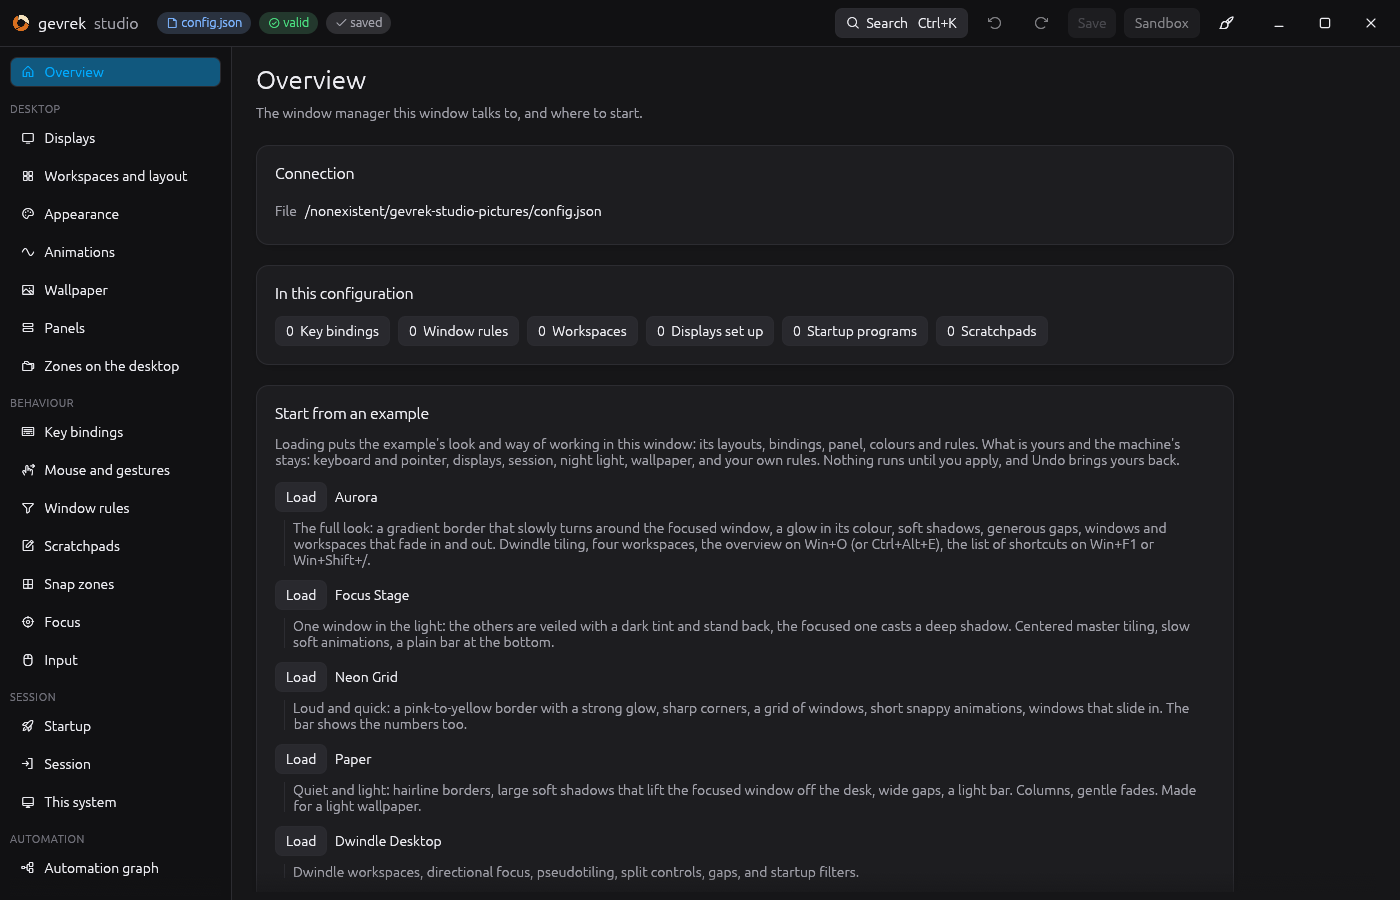 gevrek studio
config.json
valid
saved
Search Ctrl+K
Save
Sandbox
Overview
DESKTOP
Displays
Workspaces and layout
Appearance
Animations
Wallpaper
Panels
Zones on the desktop
BEHAVIOUR
Key bindings
Mouse and gestures
Window rules
Scratchpads
Snap zones
Focus
Input
SESSION
Startup
Session
This system
AUTOMATION
Automation graph
Overview
The window manager this window talks to, and where to start.
Connection
File /nonexistent/gevrek-studio-pictures/config.json
In this configuration
0 Key bindings
0 Window rules
0 Workspaces
0 Displays set up
0 Startup programs
0 Scratchpads
Start from an example
Loading puts the example's look and way of working in this window: its layouts, bindings, panel, colours and rules. What is yours and the machine's
stays: keyboard and pointer, displays, session, night light, wallpaper, and your own rules. Nothing runs until you apply, and Undo brings yours back.
Load Aurora
The full look: a gradient border that slowly turns around the focused window, a glow in its colour, soft shadows, generous gaps, windows and
workspaces that fade in and out. Dwindle tiling, four workspaces, the overview on Win+O (or Ctrl+Alt+E), the list of shortcuts on Win+F1 or
Win+Shift+/.
Load Focus Stage
One window in the light: the others are veiled with a dark tint and stand back, the focused one casts a deep shadow. Centered master tiling, slow
soft animations, a plain bar at the bottom.
Load Neon Grid
Loud and quick: a pink-to-yellow border with a strong glow, sharp corners, a grid of windows, short snappy animations, windows that slide in. The
bar shows the numbers too.
Load Paper
Quiet and light: hairline borders, large soft shadows that lift the focused window off the desk, wide gaps, a light bar. Columns, gentle fades. Made
for a light wallpaper.
Load Dwindle Desktop
Dwindle workspaces, directional focus, pseudotiling, split controls, gaps, and startup filters.